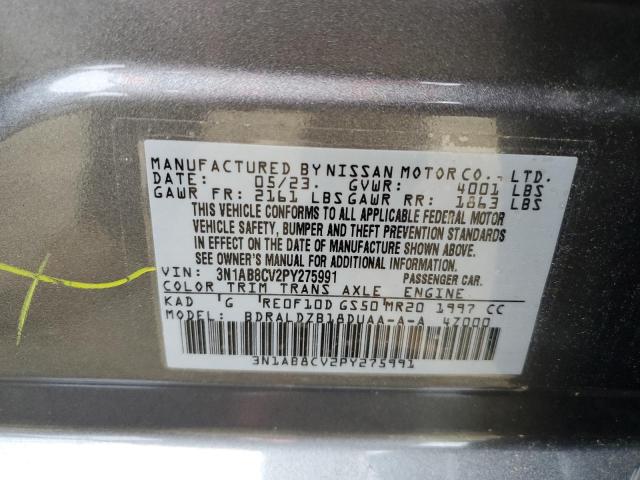 MANUFACTURED BY NISSAN MOTOR CO., LTD.
DATE: 05/23. GVWR: 4001 LBS
GAWR FR: 2161 LBS GAWR RR: 1863 LBS
THIS VEHICLE CONFORMS TO ALL APPLICABLE FEDERAL MOTOR
VEHICLE SAFETY, BUMPER AND THEFT PREVENTION STANDARDS
IN EFFECT ON THE DATE OF MANUFACTURE SHOWN ABOVE.
SEE OWNER'S MANUAL FOR ADDITIONAL INFORMATION
VIN: 3N1AB8CV2PY275991 PASSENGER CAR.
COLOR TRIM TRANS AXLE ENGINE
KAD G RE0F10D GS50 MR20 1997 CC
MODEL: BDRALDZB18DUAA-A-A 47000
3N1AB8CV2PY275991